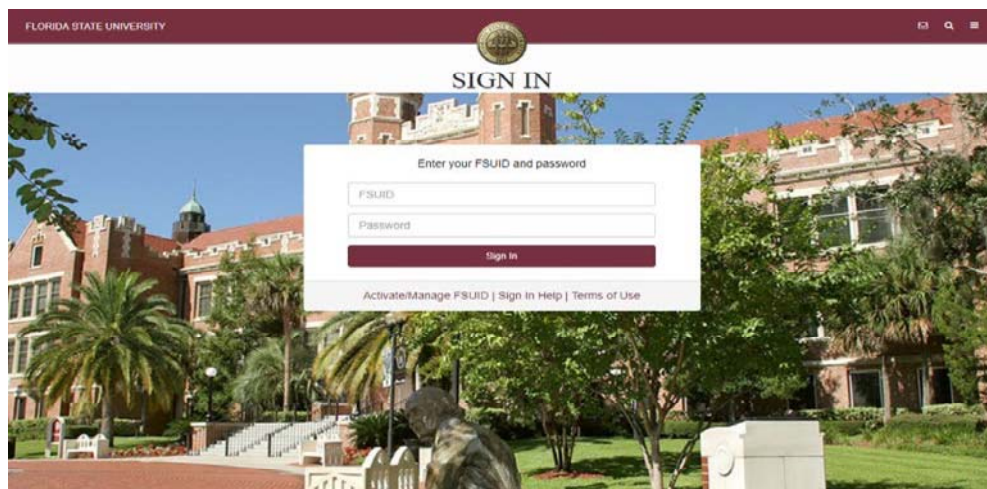 FLORIDA STATE UNIVERSITY
SIGN IN
Enter your FSUID and password
FSUID
Password
Sign In
Activate/Manage FSUID | Sign In Help | Terms of Use